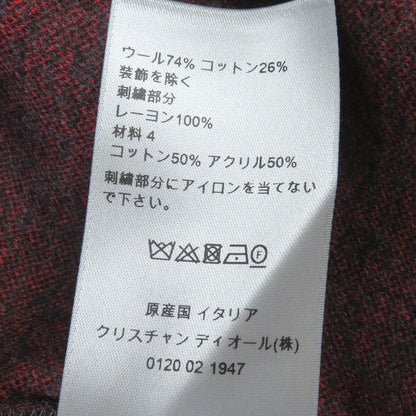 ウール74% コットン26%
装飾を除く
刺繍部分
レーヨン100%
材料 4
コットン50% アクリル50%
刺繍部分にアイロンを当てない
で下さい。
原産国 イタリア
クリスチャン ディオール(株)
0120 02 1947